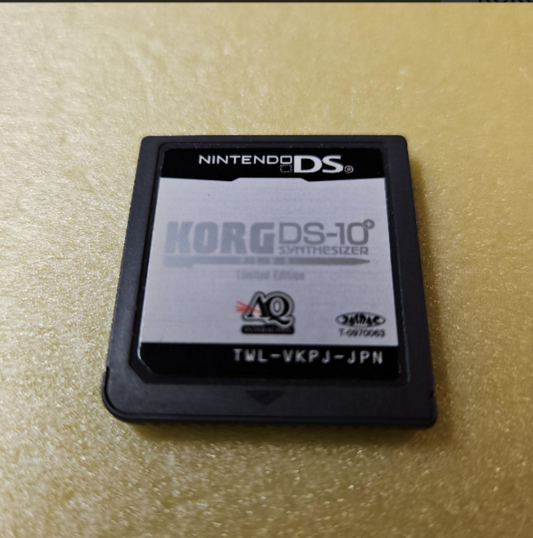 NINTENDO DS®
KORG DS-10+
SYNTHESIZER
Limited Edition
AQ
T-0970063
TWL-VKPJ-JPN